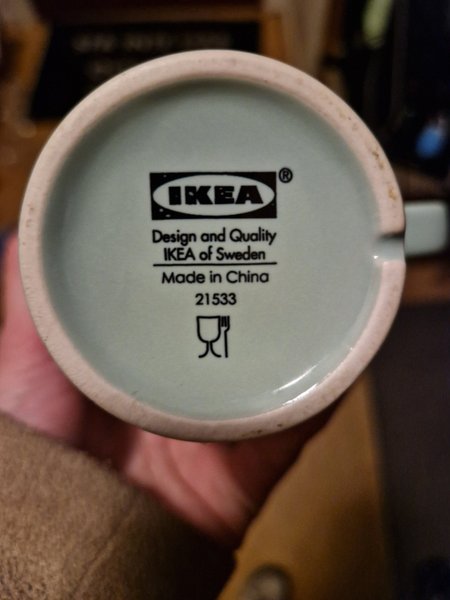 IKEA®
Design and Quality
IKEA of Sweden
Made in China
21533